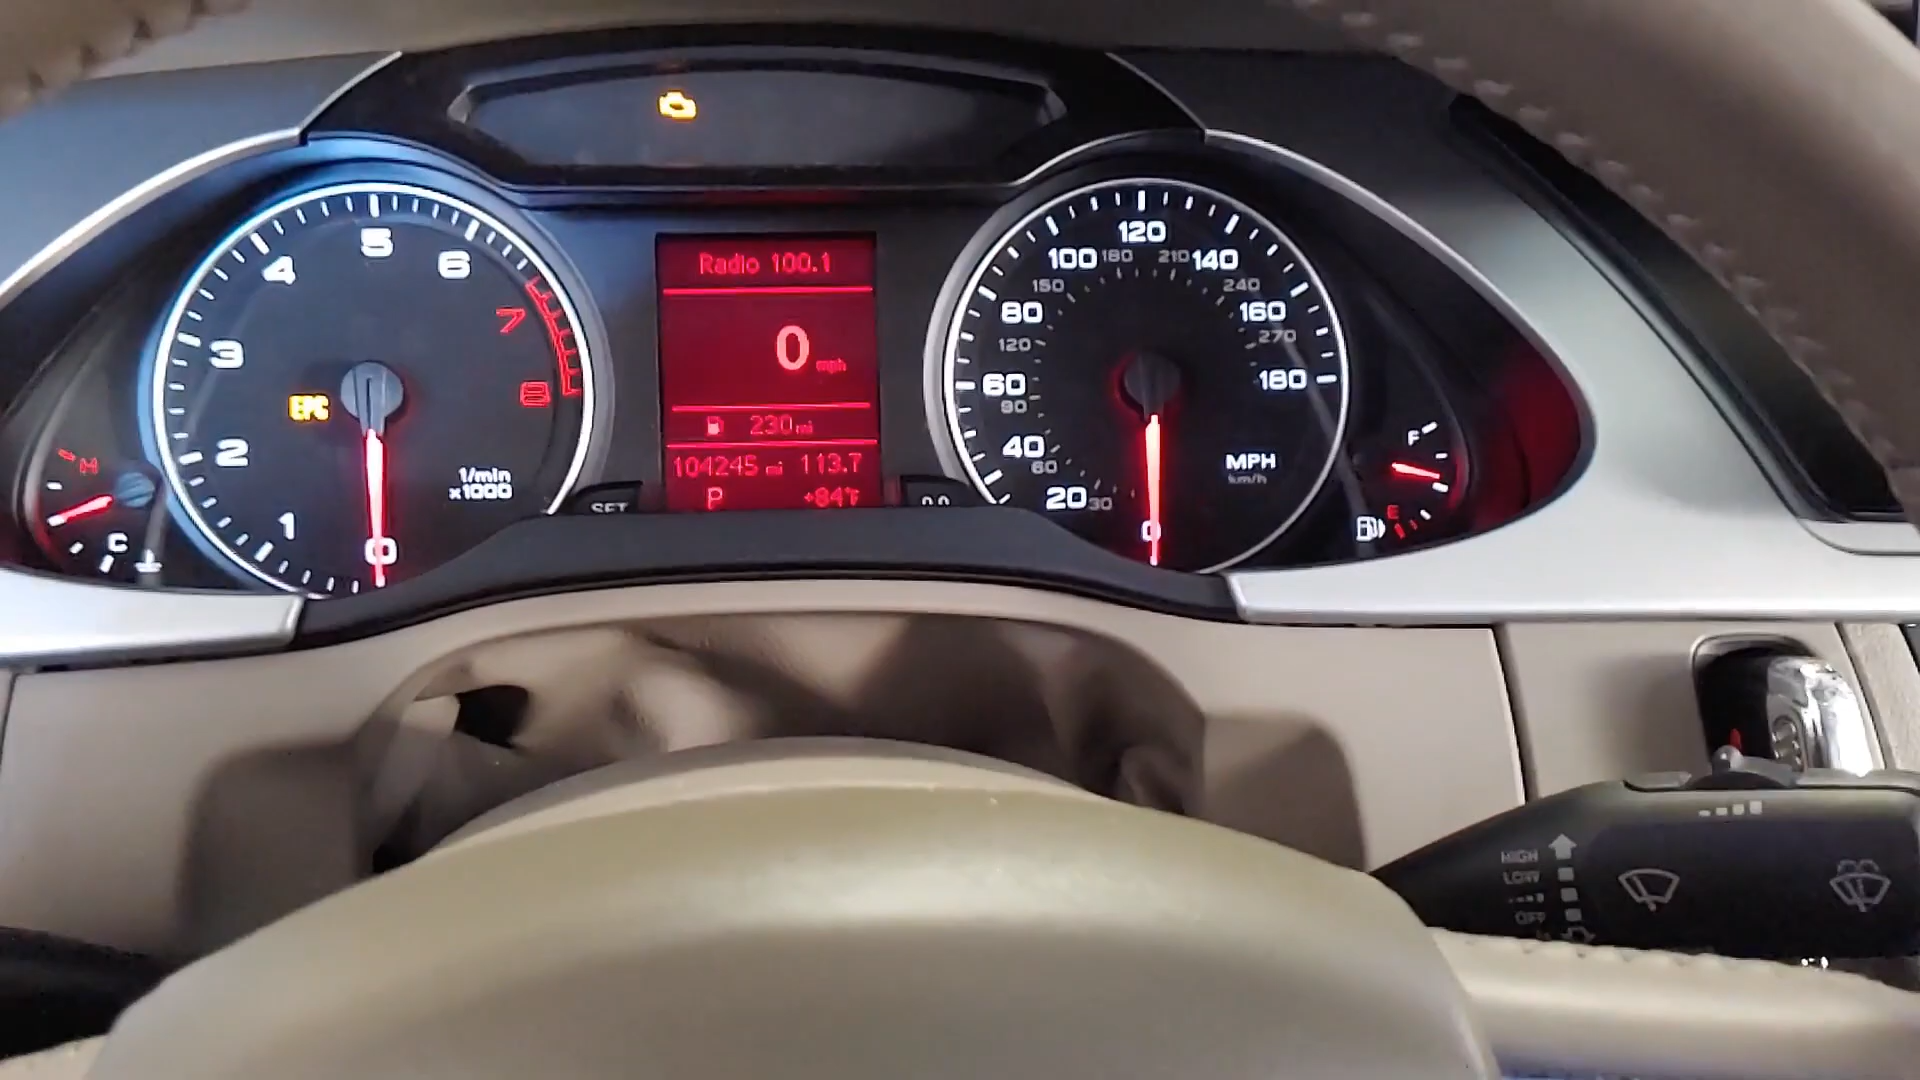 Radio 100.1
0 mph
230 mi
104245 mi 113.7
P +84°F
SET
0.0
0 1 2 3 4 5 6 7 8
EPC
1/min
x1000
H
C
0 20 40 60 80 100 120 140 160 180
30 60 90 120 150 180 210 240 270
MPH
km/h
F
E
HIGH
LOW
OFF